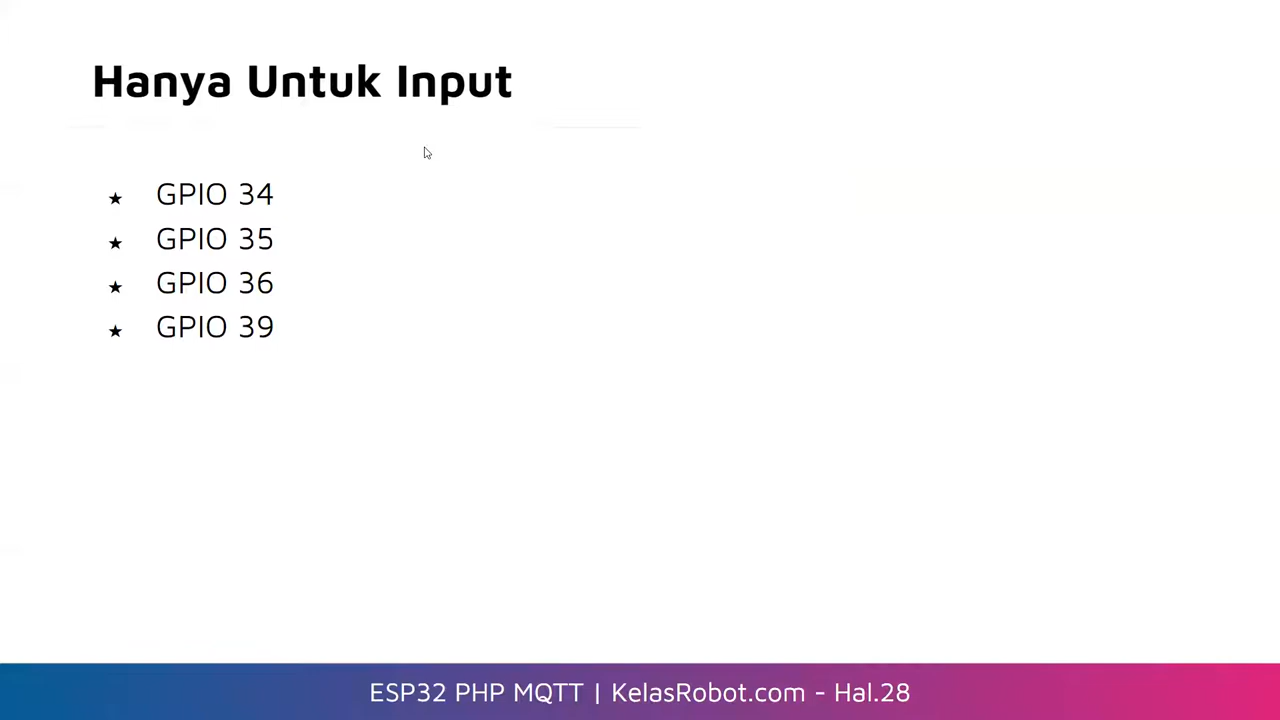 Hanya Untuk Input
★ GPIO 34
★ GPIO 35
★ GPIO 36
★ GPIO 39
ESP32 PHP MQTT | KelasRobot.com - Hal.28